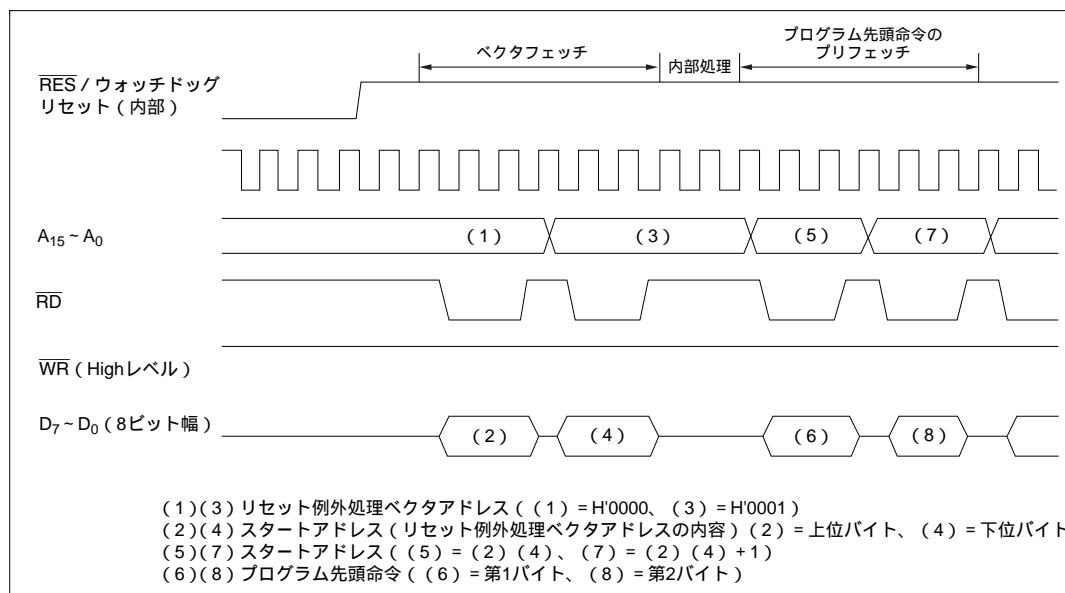 プログラム先頭命令の
プリフェッチ
ベクタフェッチ
内部処理
RES / ウォッチドッグ
リセット(内部)
A15 ~ A0
(1)
(3)
(5)
(7)
RD
WR(Highレベル)
D7 ~ D0(8ビット幅)
(2)
(4)
(6)
(8)
(1)(3)リセット例外処理ベクタアドレス((1)=H'0000、(3)=H'0001)
(2)(4)スタートアドレス(リセット例外処理ベクタアドレスの内容)(2)=上位バイト、(4)=下位バイト
(5)(7)スタートアドレス((5)=(2)(4)、(7)=(2)(4)+1)
(6)(8)プログラム先頭命令((6)=第1バイト、(8)=第2バイト)